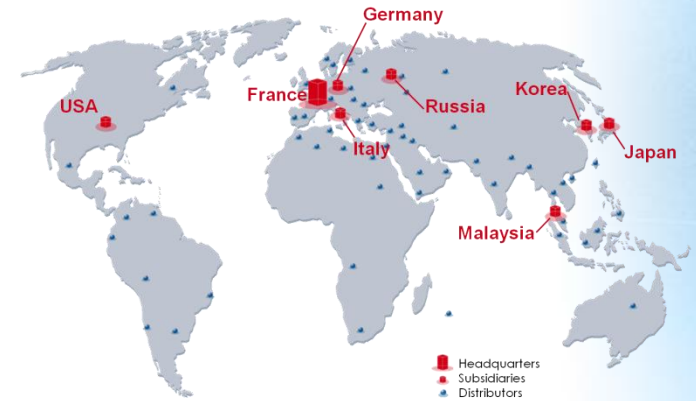 Germany
France
USA
Russia
Korea
Italy
Japan
Malaysia
Headquarters
Subsidiaries
Distributors